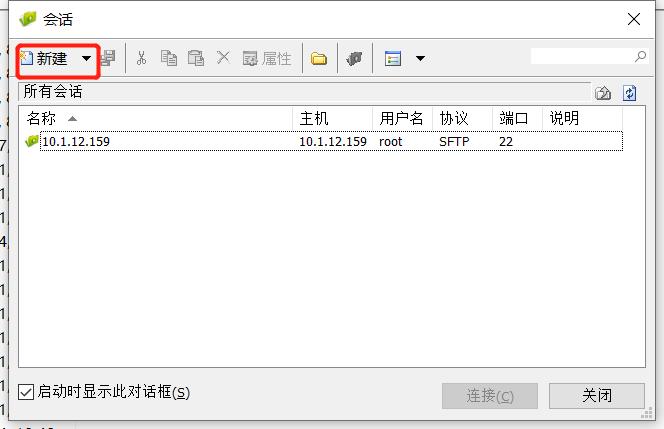 会话
新建
属性
所有会话
名称 主机 用户名 协议 端口 说明
10.1.12.159 10.1.12.159 root SFTP 22
启动时显示此对话框(S)
连接(C) 关闭